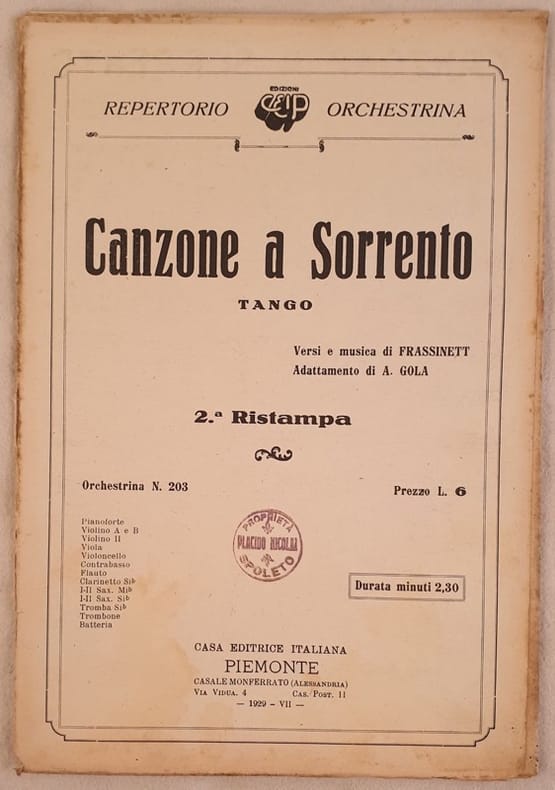 EDIZIONI
CEIP
REPERTORIO ORCHESTRINA
Canzone a Sorrento
TANGO
Versi e musica di FRASSINETT
Adattamento di A. GOLA
2.ª Ristampa
Orchestrina N. 203
Prezzo L. 6
Pianoforte
Violino A e B
Violino II
Viola
Violoncello
Contrabasso
Flauto
Clarinetto Sib
I-II Sax. Mib
I-II Sax. Sib
Tromba Sib
Trombone
Batteria
PROPRIETÀ
PLACIDO NICOLAI
SPOLETO
Durata minuti 2,30
CASA EDITRICE ITALIANA
PIEMONTE
CASALE MONFERRATO (ALESSANDRIA)
VIA VIDUA. 4 CAS. POST. 11
— 1929 - VII —